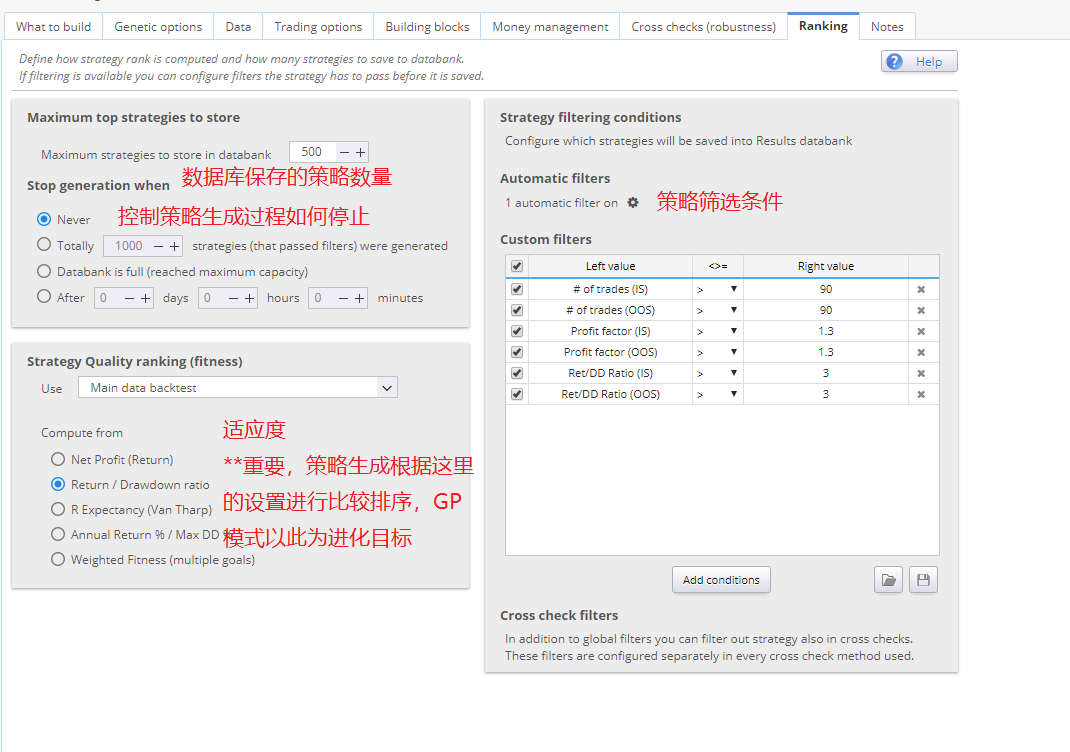 What to build
Genetic options
Data
Trading options
Building blocks
Money management
Cross checks (robustness)
Ranking
Notes
Define how strategy rank is computed and how many strategies to save to databank.
If filtering is available you can configure filters the strategy has to pass before it is saved.
? Help
Maximum top strategies to store
Maximum strategies to store in databank 500 − +
数据库保存的策略数量
Stop generation when
Never
控制策略生成过程如何停止
Totally 1000 − + strategies (that passed filters) were generated
Databank is full (reached maximum capacity)
After 0 − + days 0 − + hours 0 − + minutes
Strategy Quality ranking (fitness)
Use Main data backtest
Compute from
适应度
Net Profit (Return)
**重要，策略生成根据这里
Return / Drawdown ratio
的设置进行比较排序，GP
R Expectancy (Van Tharp)
Annual Return % / Max DD
模式以此为进化目标
Weighted Fitness (multiple goals)
Strategy filtering conditions
Configure which strategies will be saved into Results databank
Automatic filters
1 automatic filter on
策略筛选条件
Custom filters
Left value <>= Right value
# of trades (IS) > 90
# of trades (OOS) > 90
Profit factor (IS) > 1.3
Profit factor (OOS) > 1.3
Ret/DD Ratio (IS) > 3
Ret/DD Ratio (OOS) > 3
Add conditions
Cross check filters
In addition to global filters you can filter out strategy also in cross checks.
These filters are configured separately in every cross check method used.